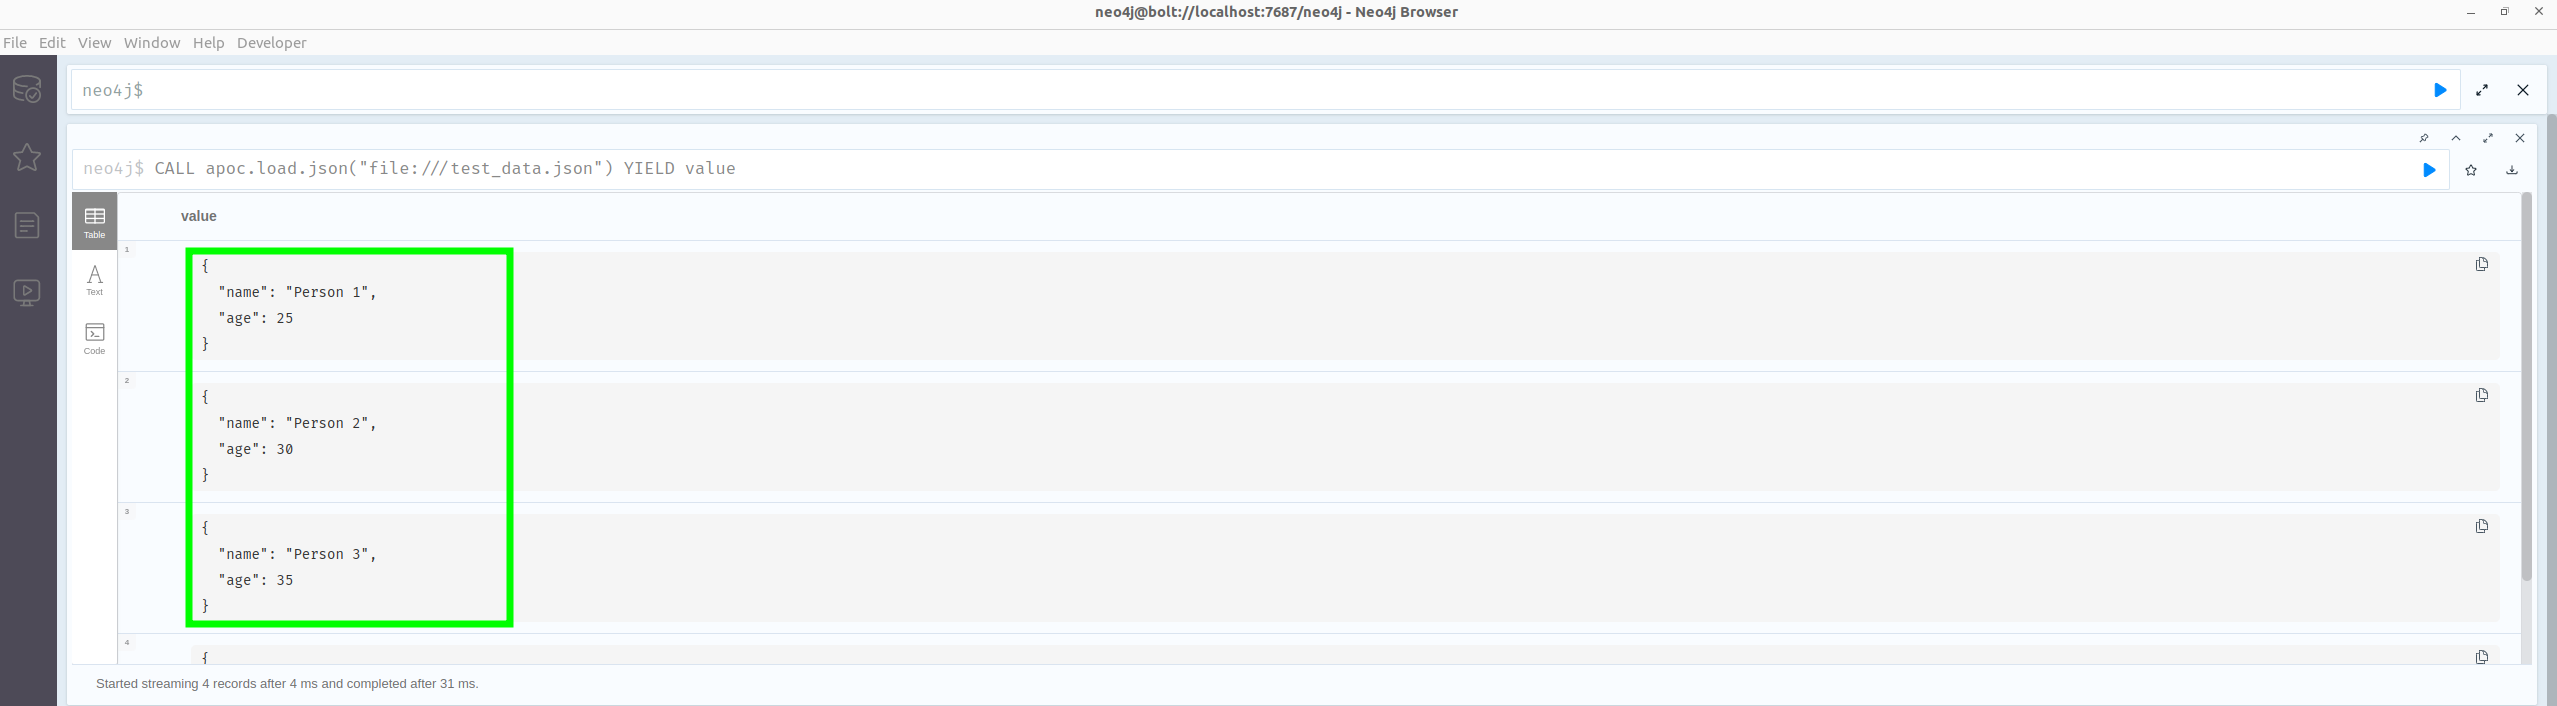 neo4j@bolt://localhost:7687/neo4j - Neo4j Browser
File Edit View Window Help Developer
neo4j$
neo4j$ CALL apoc.load.json("file:///test_data.json") YIELD value
Table
Text
Code
value
1
{
"name": "Person 1",
"age": 25
}
2
{
"name": "Person 2",
"age": 30
}
3
{
"name": "Person 3",
"age": 35
}
4
{
Started streaming 4 records after 4 ms and completed after 31 ms.